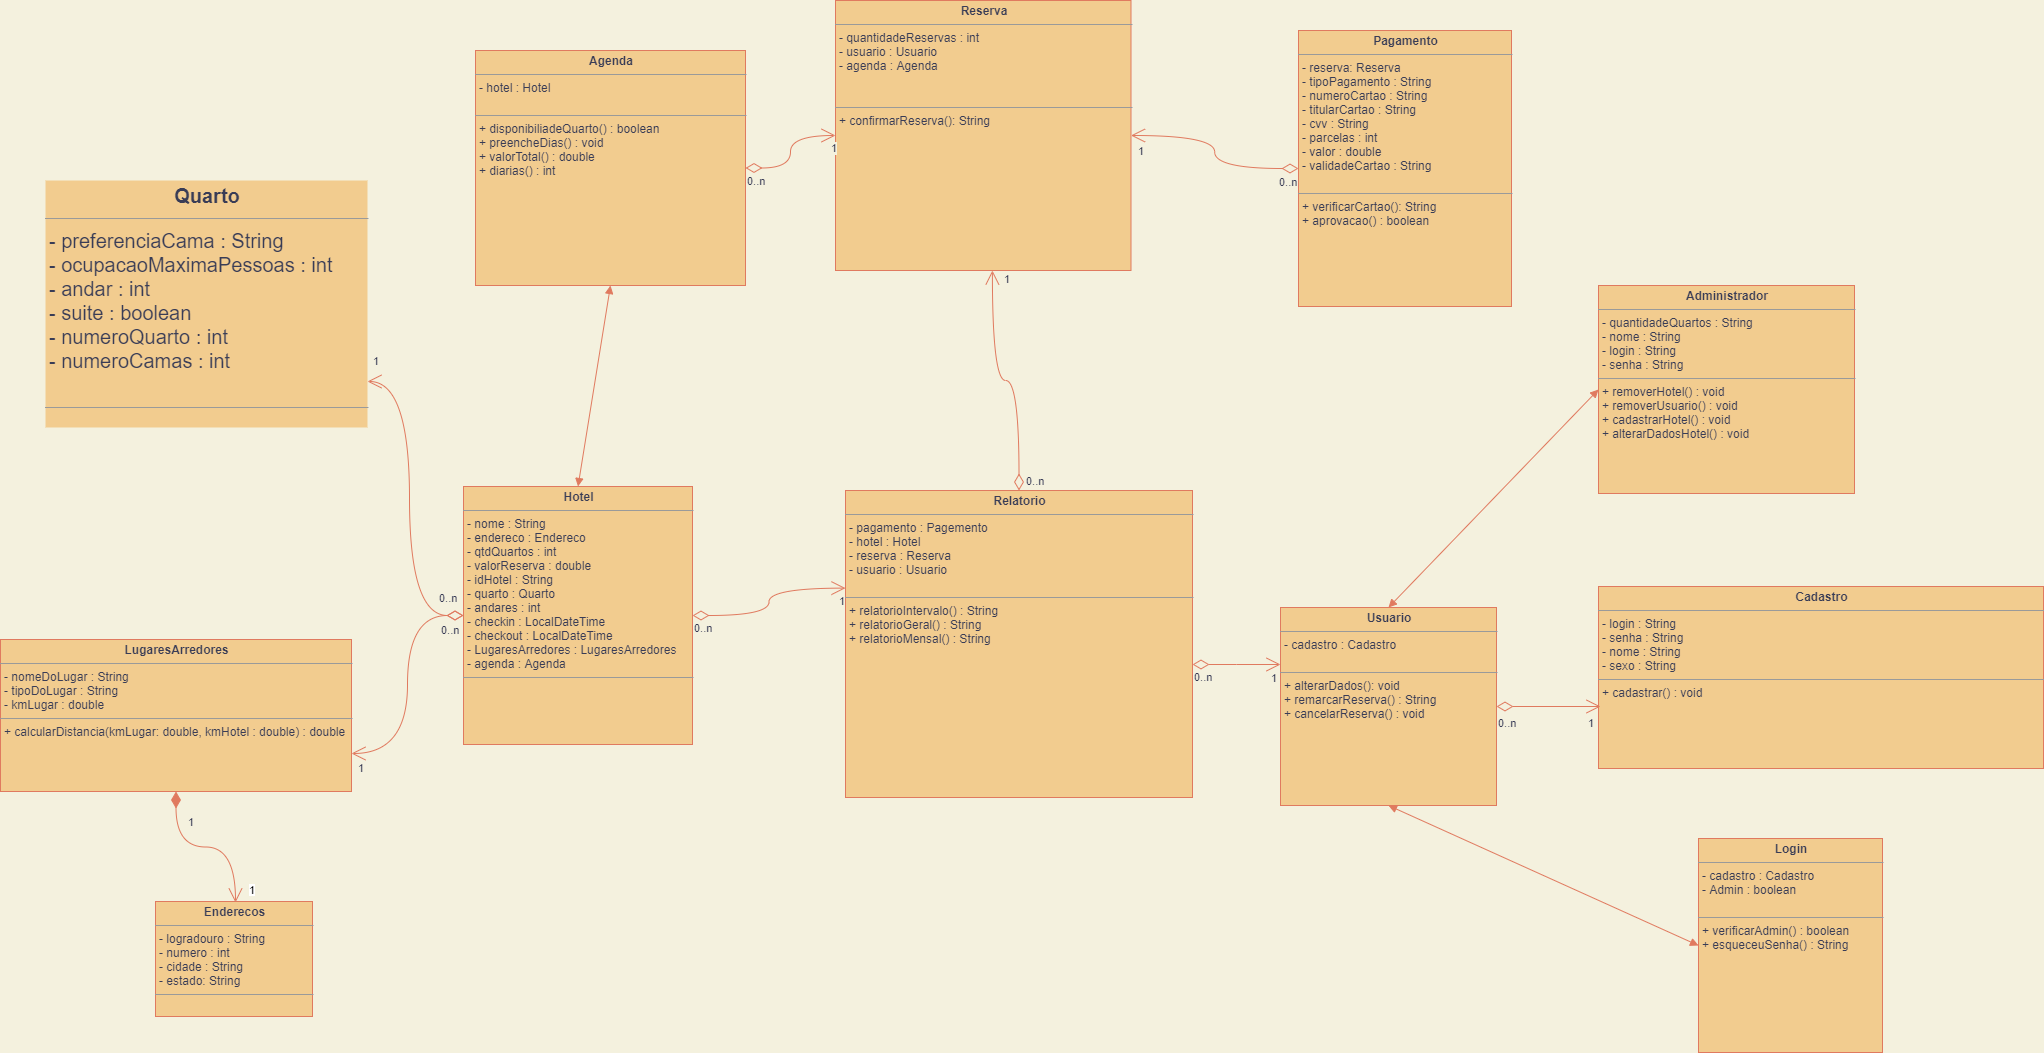 Reserva
- quantidadeReservas : int
- usuario : Usuario
- agenda : Agenda
+ confirmarReserva(): String
1
1
1
Agenda
- hotel : Hotel
+ disponibiliadeQuarto() : boolean
+ preencheDias() : void
+ valorTotal() : double
+ diarias() : int
0..n
Pagamento
- reserva: Reserva
- tipoPagamento : String
- numeroCartao : String
- titularCartao : String
- cvv : String
- parcelas : int
- valor : double
- validadeCartao : String
+ verificarCartao(): String
+ aprovacao() : boolean
0..n
Quarto
- preferenciaCama : String
- ocupacaoMaximaPessoas : int
- andar : int
- suite : boolean
- numeroQuarto : int
- numeroCamas : int
1
Administrador
- quantidadeQuartos : String
- nome : String
- login : String
- senha : String
+ removerHotel() : void
+ removerUsuario() : void
+ cadastrarHotel() : void
+ alterarDadosHotel() : void
Hotel
- nome : String
- endereco : Endereco
- qtdQuartos : int
- valorReserva : double
- idHotel : String
- quarto : Quarto
- andares : int
- checkin : LocalDateTime
- checkout : LocalDateTime
- LugaresArredores : LugaresArredores
- agenda : Agenda
0..n
0..n
0..n
1
Relatorio
- pagamento : Pagemento
- hotel : Hotel
- reserva : Reserva
- usuario : Usuario
+ relatorioIntervalo() : String
+ relatorioGeral() : String
+ relatorioMensal() : String
0..n
0..n
1
Usuario
- cadastro : Cadastro
+ alterarDados(): void
+ remarcarReserva() : String
+ cancelarReserva() : void
0..n
1
Cadastro
- login : String
- senha : String
- nome : String
- sexo : String
+ cadastrar() : void
LugaresArredores
- nomeDoLugar : String
- tipoDoLugar : String
- kmLugar : double
+ calcularDistancia(kmLugar: double, kmHotel : double) : double
1
1
1
Enderecos
- logradouro : String
- numero : int
- cidade : String
- estado: String
Login
- cadastro : Cadastro
- Admin : boolean
+ verificarAdmin() : boolean
+ esqueceuSenha() : String